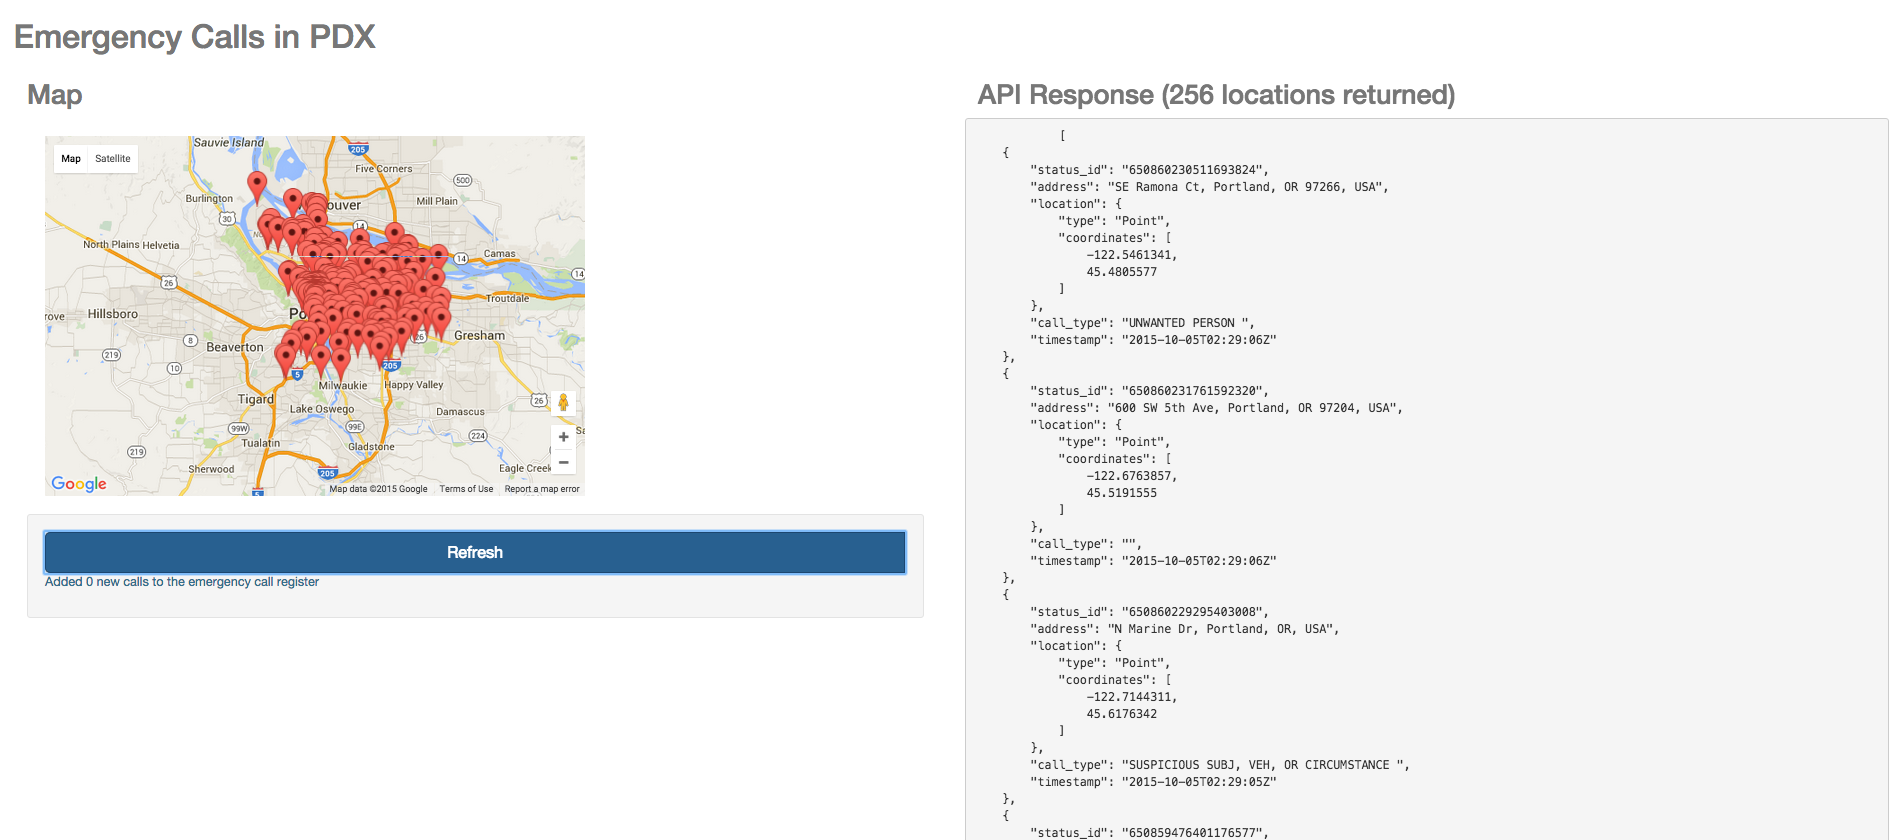 Emergency Calls in PDX
Map
Map Satellite
Sauvie Island
205
Five Corners
500
Burlington
Mill Plain
30
14
North Plains Helvetia
14
Camas
14
26
Troutdale
Hillsboro
Po
Gresham
8
Beaverton
26
219
10
205
5
Milwaukie
Happy Valley
Tigard
26
Lake Oswego
Damascus
99W
99E
224
Tualatin
Gladstone
219
Sherwood
205
Eagle Creek
5
Google
Map data ©2015 Google Terms of Use Report a map error
Refresh
Added 0 new calls to the emergency call register
API Response (256 locations returned)
[
{
"status_id": "650860230511693824",
"address": "SE Ramona Ct, Portland, OR 97266, USA",
"location": {
"type": "Point",
"coordinates": [
-122.5461341,
45.4805577
]
},
"call_type": "UNWANTED PERSON ",
"timestamp": "2015-10-05T02:29:06Z"
},
{
"status_id": "650860231761592320",
"address": "600 SW 5th Ave, Portland, OR 97204, USA",
"location": {
"type": "Point",
"coordinates": [
-122.6763857,
45.5191555
]
},
"call_type": "",
"timestamp": "2015-10-05T02:29:06Z"
},
{
"status_id": "650860229295403008",
"address": "N Marine Dr, Portland, OR, USA",
"location": {
"type": "Point",
"coordinates": [
-122.7144311,
45.6176342
]
},
"call_type": "SUSPICIOUS SUBJ, VEH, OR CIRCUMSTANCE ",
"timestamp": "2015-10-05T02:29:05Z"
},
{
"status_id": "650859476401176577",